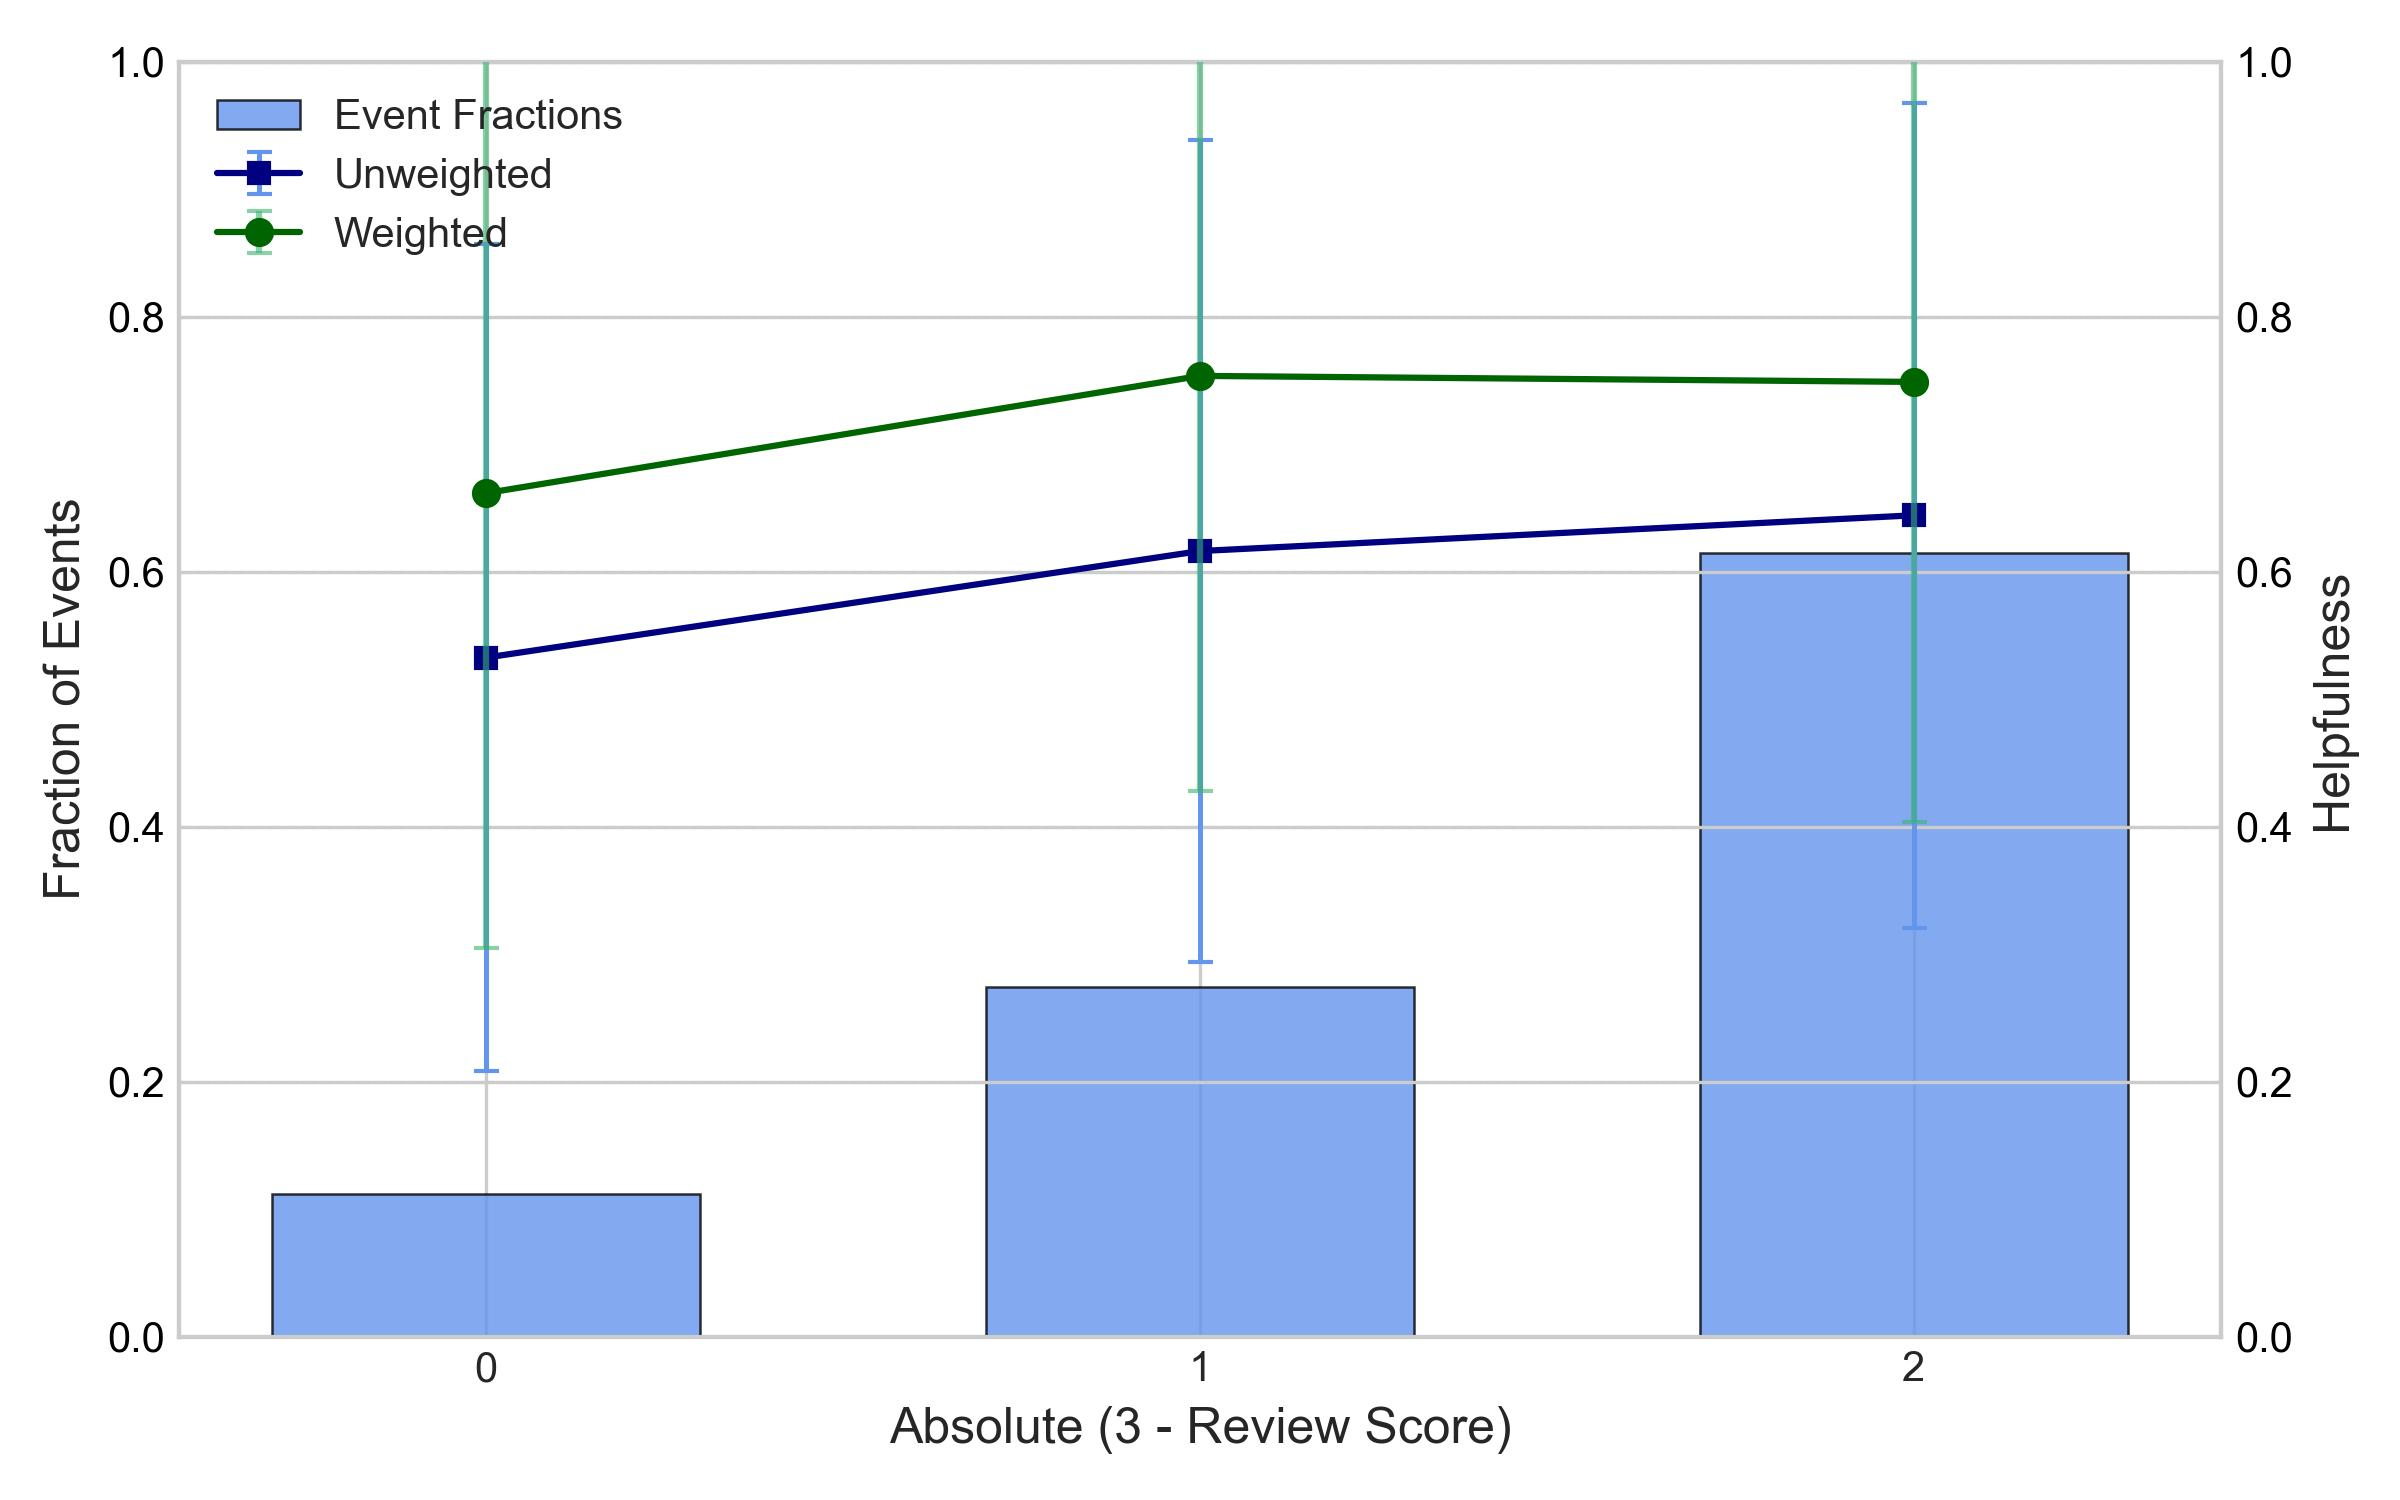 1.0
0.8
0.6
0.4
0.2
0.0
Fraction of Events
Event Fractions
Unweighted
Weighted
1.0
0.8
0.6
0.4
0.2
0.0
Helpfulness
0
1
2
Absolute (3 - Review Score)